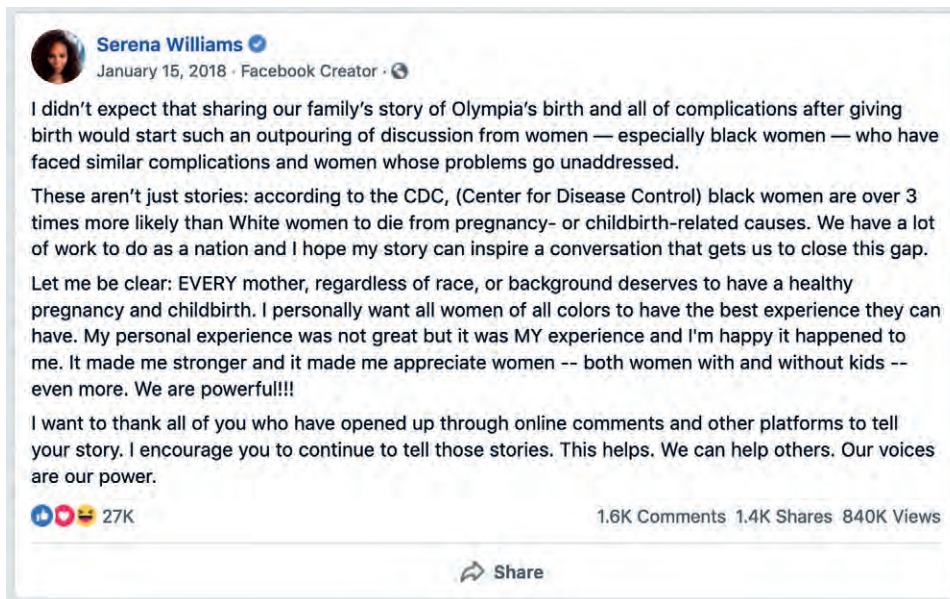 Serena Williams
January 15, 2018 · Facebook Creator ·
I didn't expect that sharing our family's story of Olympia's birth and all of complications after giving
birth would start such an outpouring of discussion from women — especially black women — who have
faced similar complications and women whose problems go unaddressed.
These aren't just stories: according to the CDC, (Center for Disease Control) black women are over 3
times more likely than White women to die from pregnancy- or childbirth-related causes. We have a lot
of work to do as a nation and I hope my story can inspire a conversation that gets us to close this gap.
Let me be clear: EVERY mother, regardless of race, or background deserves to have a healthy
pregnancy and childbirth. I personally want all women of all colors to have the best experience they can
have. My personal experience was not great but it was MY experience and I'm happy it happened to
me. It made me stronger and it made me appreciate women -- both women with and without kids --
even more. We are powerful!!!
I want to thank all of you who have opened up through online comments and other platforms to tell
your story. I encourage you to continue to tell those stories. This helps. We can help others. Our voices
are our power.
27K 1.6K Comments 1.4K Shares 840K Views
Share